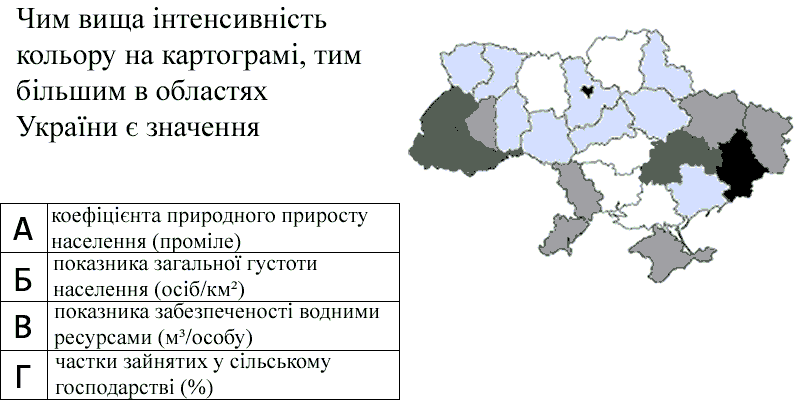 Чим вища інтенсивність
кольору на картограмі, тим
більшим в областях
України є значення
А
коефіцієнта природного приросту
населення (проміле)
Б
показника загальної густоти
населення (осіб/км²)
В
показника забезпеченості водними
ресурсами (м³/особу)
Г
частки зайнятих у сільському
господарстві (%)